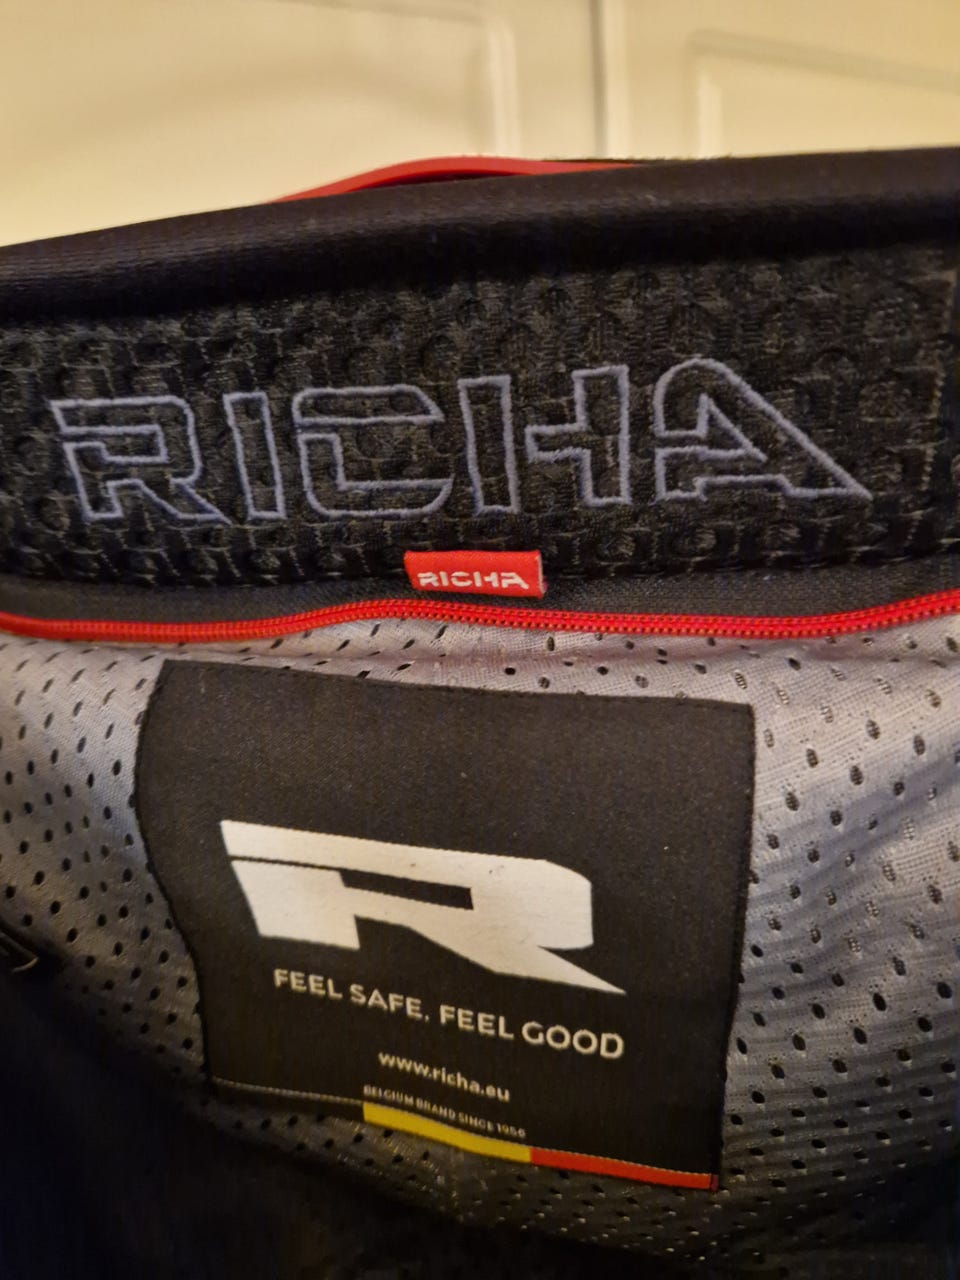 RICHA
RICHA
R
FEEL SAFE. FEEL GOOD
www.richa.eu
BELGIUM BRAND SINCE 1956